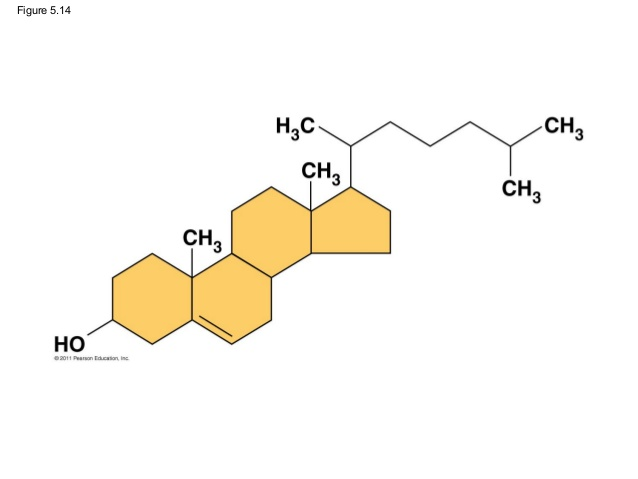 Figure 5.14
H₃C
CH₃
CH₃
CH₃
CH₃
HO
© 2011 Pearson Education, Inc.